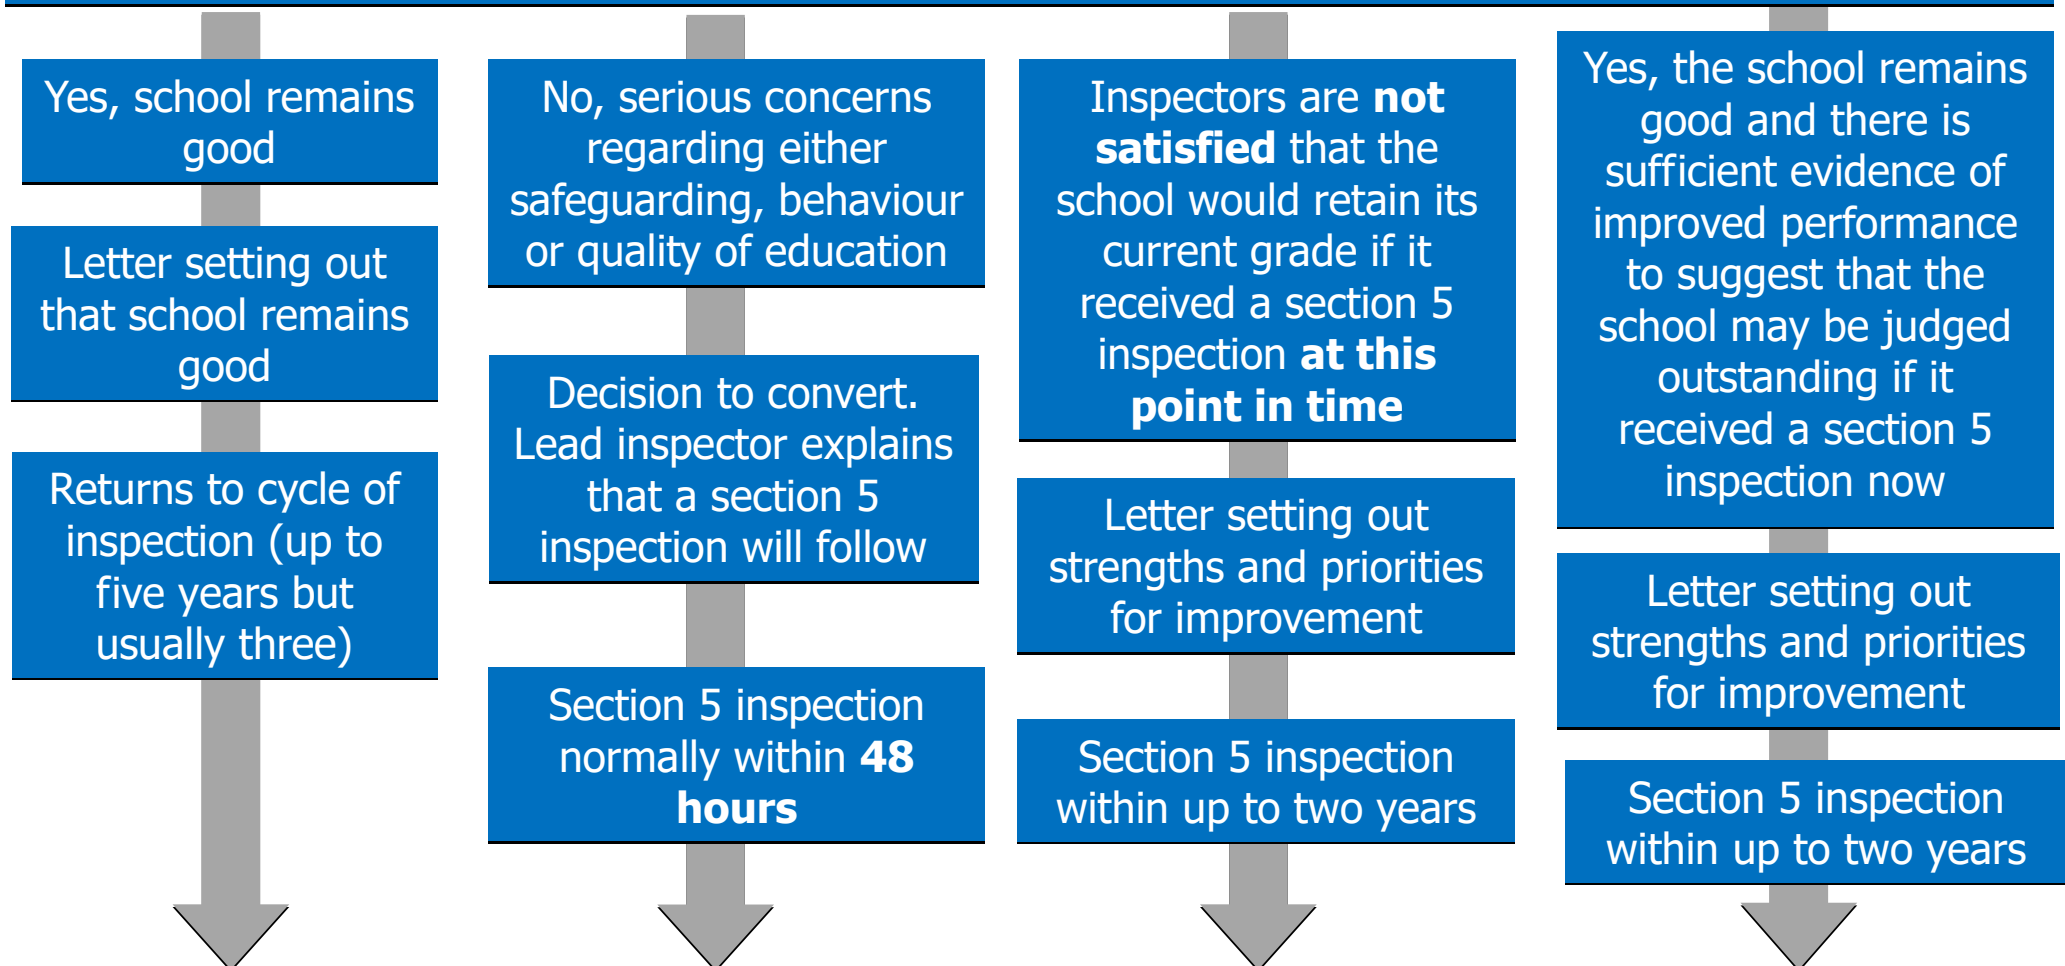 Yes, school remains
good
Letter setting out
that school remains
good
Returns to cycle of
inspection (up to
five years but
usually three)
No, serious concerns
regarding either
safeguarding, behaviour
or quality of education
Decision to convert.
Lead inspector explains
that a section 5
inspection will follow
Section 5 inspection
normally within 48
hours
Inspectors are not
satisfied that the
school would retain its
current grade if it
received a section 5
inspection at this
point in time
Letter setting out
strengths and priorities
for improvement
Section 5 inspection
within up to two years
Yes, the school remains
good and there is
sufficient evidence of
improved performance
to suggest that the
school may be judged
outstanding if it
received a section 5
inspection now
Letter setting out
strengths and priorities
for improvement
Section 5 inspection
within up to two years